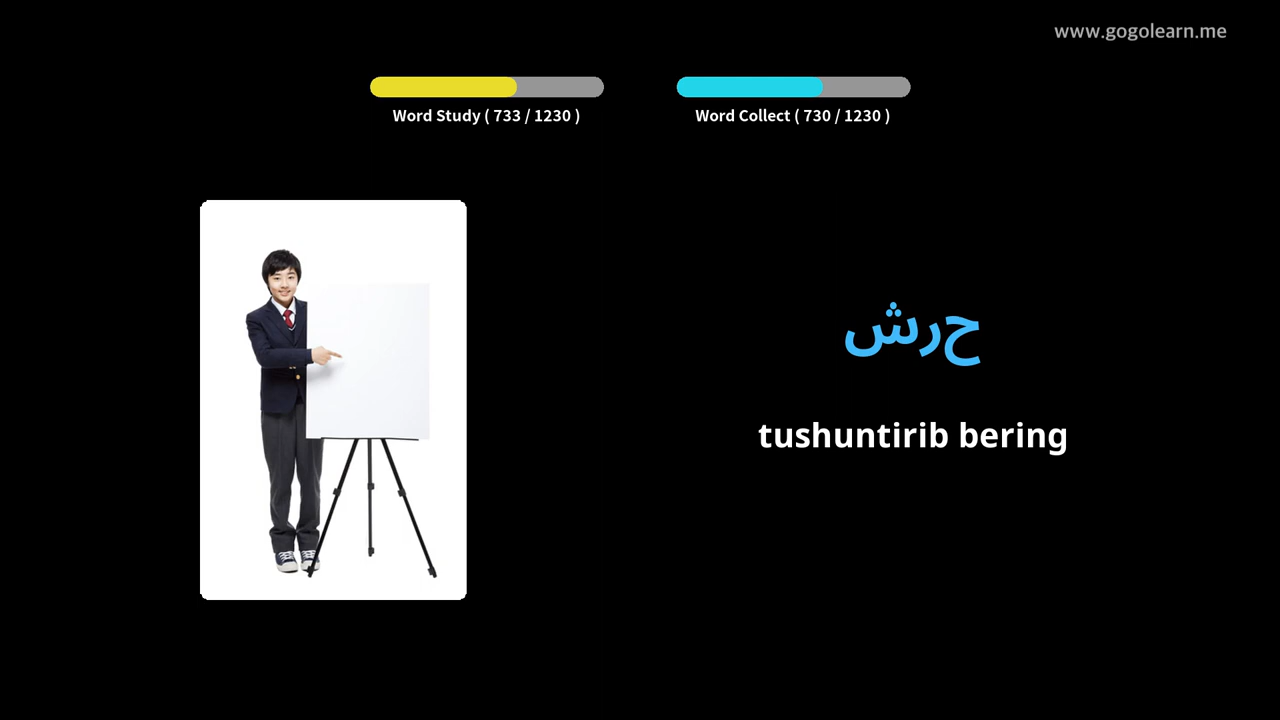 www.gogolearn.me
Word Study ( 733 / 1230 )
Word Collect ( 730 / 1230 )
حرش
tushuntirib bering